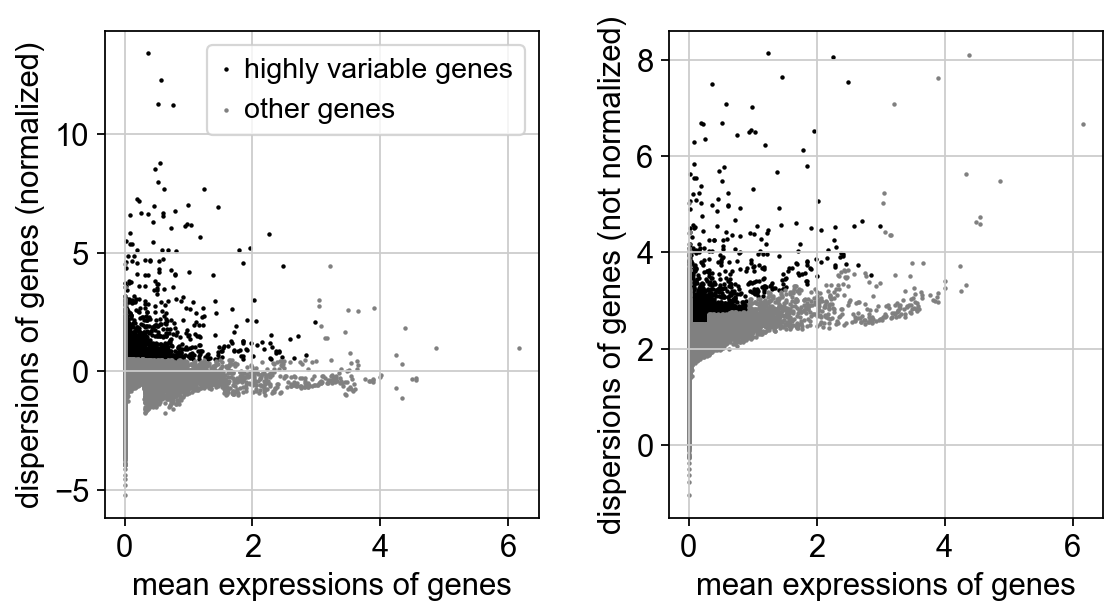 dispersions of genes (normalized)
10
5
0
−5
highly variable genes
other genes
0 2 4 6
mean expressions of genes
dispersions of genes (not normalized)
8
6
4
2
0
0 2 4 6
mean expressions of genes